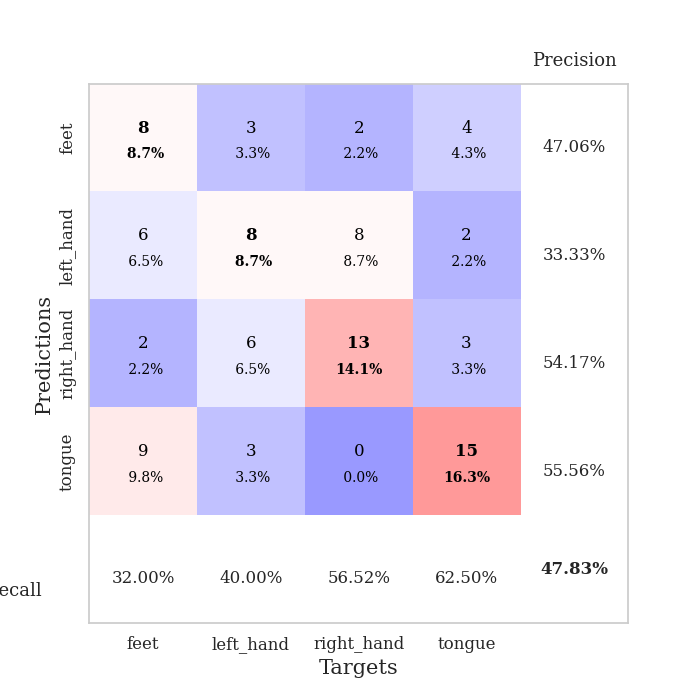 Precision
feet 8 3 2 4 47.06%
8.7% 3.3% 2.2% 4.3%
left_hand 6 8 8 2 33.33%
6.5% 8.7% 8.7% 2.2%
Predictions
right_hand 2 6 13 3 54.17%
2.2% 6.5% 14.1% 3.3%
tongue 9 3 0 15 55.56%
9.8% 3.3% 0.0% 16.3%
ecall 32.00% 40.00% 56.52% 62.50% 47.83%
feet left_hand right_hand tongue
Targets